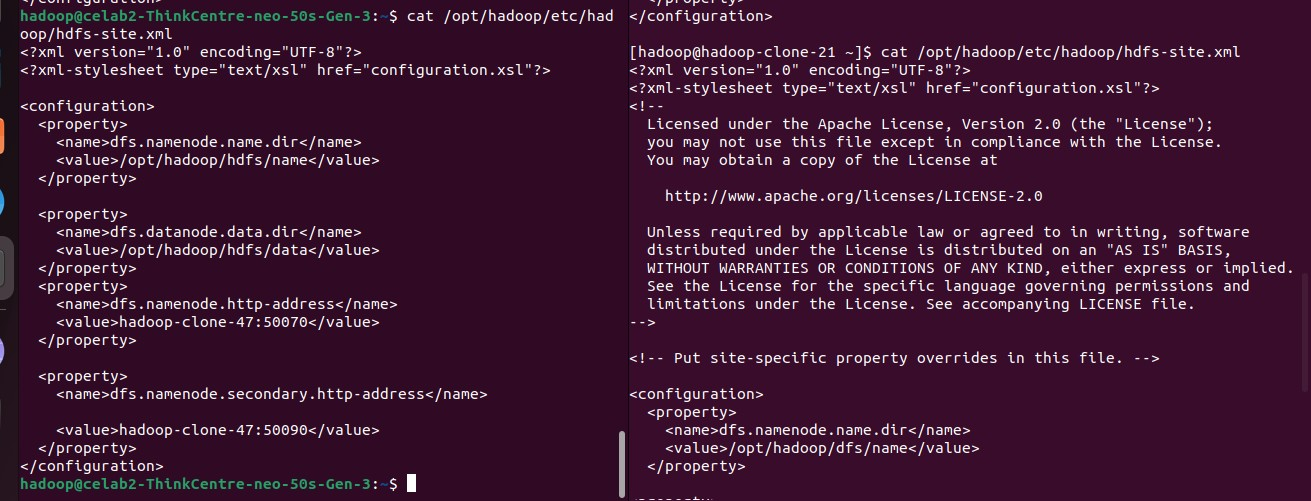 </configuration>
hadoop@celab2-ThinkCentre-neo-50s-Gen-3:~$ cat /opt/hadoop/etc/had
oop/hdfs-site.xml
<?xml version="1.0" encoding="UTF-8"?>
<?xml-stylesheet type="text/xsl" href="configuration.xsl"?>
<configuration>
<property>
<name>dfs.namenode.name.dir</name>
<value>/opt/hadoop/hdfs/name</value>
</property>
<property>
<name>dfs.datanode.data.dir</name>
<value>/opt/hadoop/hdfs/data</value>
</property>
<property>
<name>dfs.namenode.http-address</name>
<value>hadoop-clone-47:50070</value>
</property>
<property>
<name>dfs.namenode.secondary.http-address</name>
<value>hadoop-clone-47:50090</value>
</property>
</configuration>
hadoop@celab2-ThinkCentre-neo-50s-Gen-3:~$
</property>
</configuration>
[hadoop@hadoop-clone-21 ~]$ cat /opt/hadoop/etc/hadoop/hdfs-site.xml
<?xml version="1.0" encoding="UTF-8"?>
<?xml-stylesheet type="text/xsl" href="configuration.xsl"?>
<!--
Licensed under the Apache License, Version 2.0 (the "License");
you may not use this file except in compliance with the License.
You may obtain a copy of the License at
http://www.apache.org/licenses/LICENSE-2.0
Unless required by applicable law or agreed to in writing, software
distributed under the License is distributed on an "AS IS" BASIS,
WITHOUT WARRANTIES OR CONDITIONS OF ANY KIND, either express or implied.
See the License for the specific language governing permissions and
limitations under the License. See accompanying LICENSE file.
-->
<!-- Put site-specific property overrides in this file. -->
<configuration>
<property>
<name>dfs.namenode.name.dir</name>
<value>/opt/hadoop/dfs/name</value>
</property>